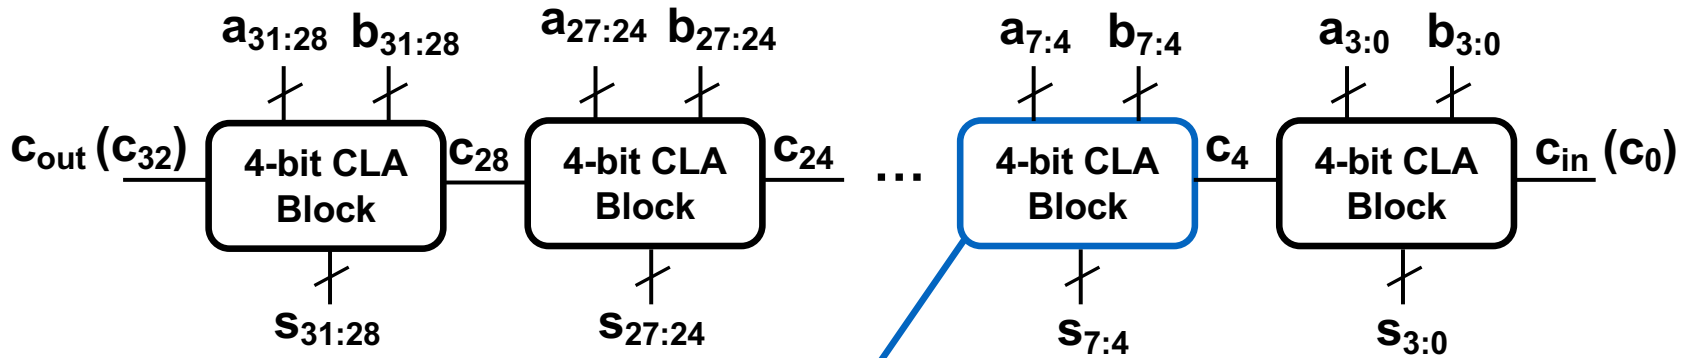 a31:28 b31:28 a27:24 b27:24 a7:4 b7:4 a3:0 b3:0
cout (c32) 4-bit CLA Block c28 4-bit CLA Block c24 ... 4-bit CLA Block c4 4-bit CLA Block cin (c0)
s31:28 s27:24 s7:4 s3:0